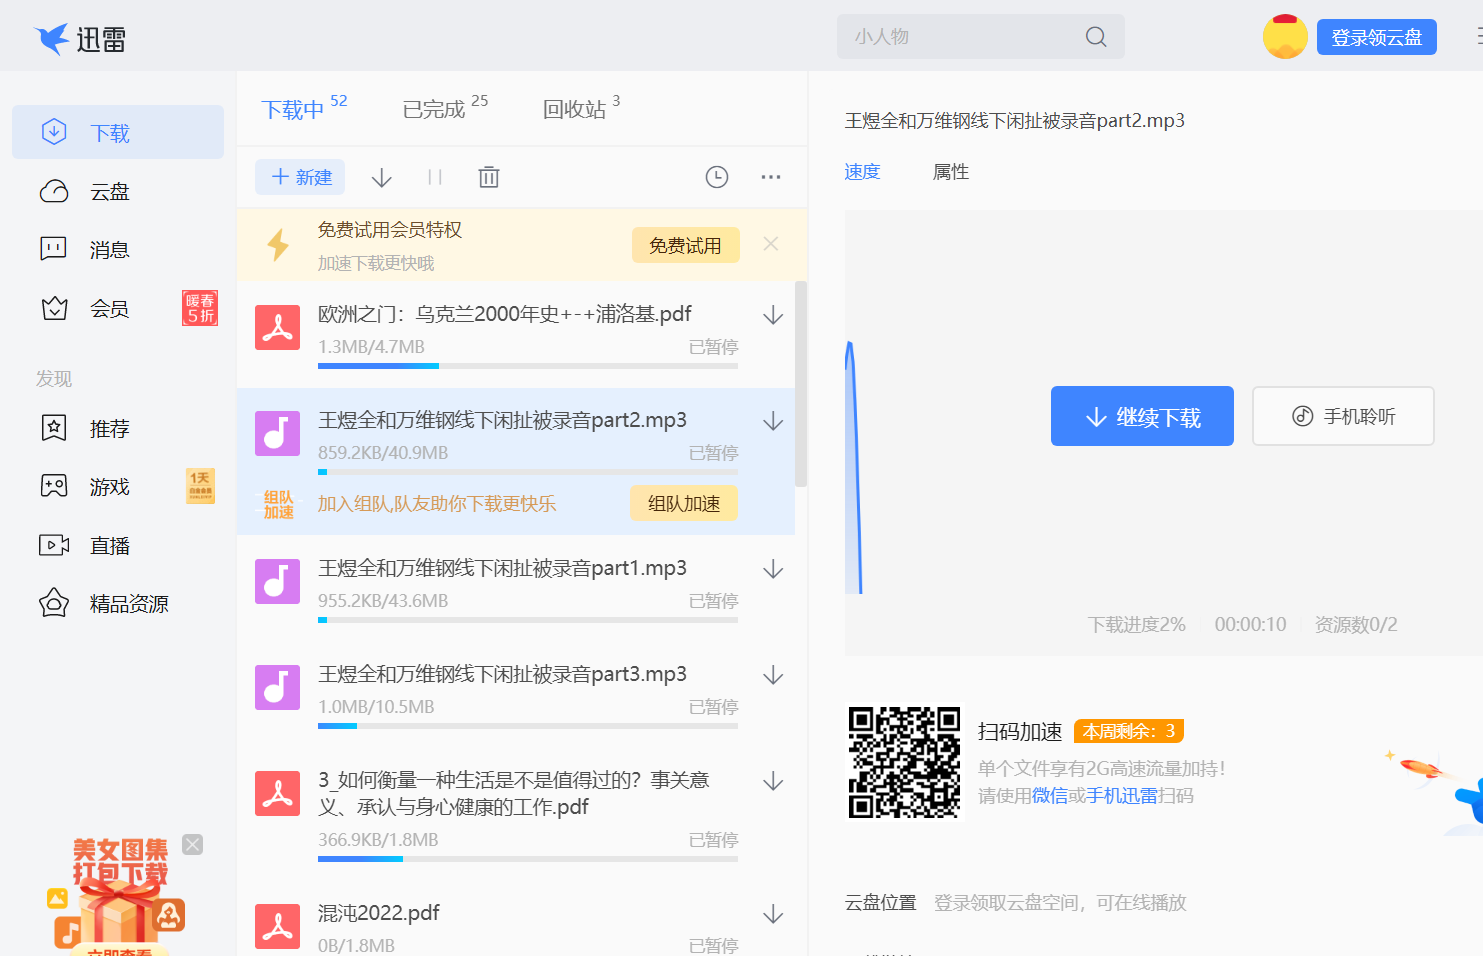 迅雷
小人物
登录领云盘
下载
云盘
消息
会员
暖春
5折
发现
推荐
游戏
1天
直播
精品资源
美女图集
打包下载
立即查看
下载中 52
已完成 25
回收站 3
新建
免费试用会员特权
加速下载更快哦
免费试用
欧洲之门：乌克兰2000年史+-+浦洛基.pdf
1.3MB/4.7MB
已暂停
王煜全和万维钢线下闲扯被录音part2.mp3
859.2KB/40.9MB
已暂停
组队
加速
加入组队,队友助你下载更快乐
组队加速
王煜全和万维钢线下闲扯被录音part1.mp3
955.2KB/43.6MB
已暂停
王煜全和万维钢线下闲扯被录音part3.mp3
1.0MB/10.5MB
已暂停
3_如何衡量一种生活是不是值得过的？事关意
义、承认与身心健康的工作.pdf
366.9KB/1.8MB
已暂停
混沌2022.pdf
0B/1.8MB
已暂停
王煜全和万维钢线下闲扯被录音part2.mp3
速度
属性
继续下载
手机聆听
下载进度2%
00:00:10
资源数0/2
扫码加速
本周剩余：3
单个文件享有2G高速流量加持！
请使用微信或手机迅雷扫码
云盘位置
登录领取云盘空间，可在线播放